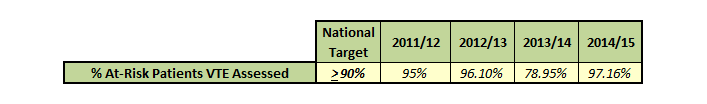 National Target 2011/12 2012/13 2013/14 2014/15
% At-Risk Patients VTE Assessed ≥90% 95% 96.10% 78.95% 97.16%